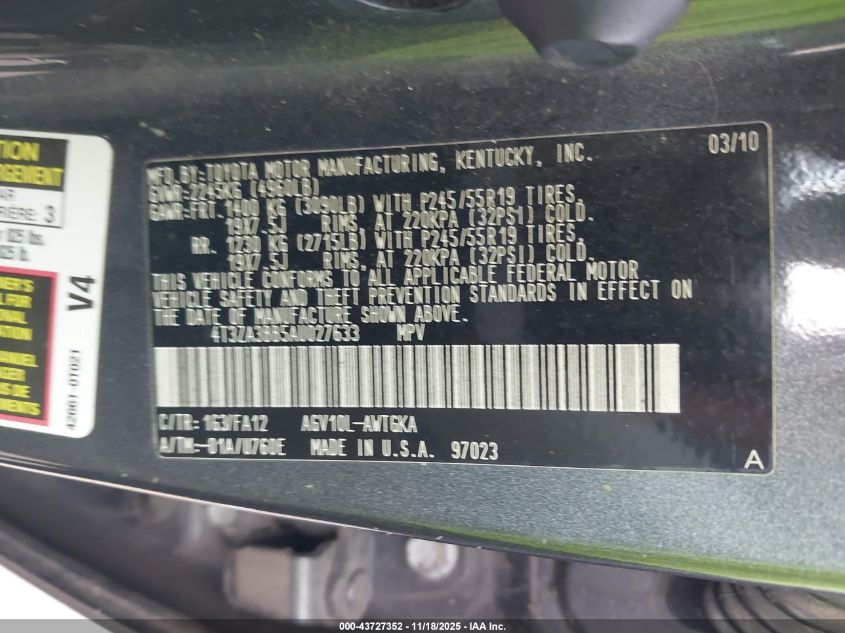 MFD.BY:TOYOTA MOTOR MANUFACTURING, KENTUCKY, INC. 03/10
GVWR:2245KG (4950LB)
GAWR:FRT. 1400 KG (3090LB) WITH P245/55R19 TIRES,
19X7.5J RIMS, AT 220KPA (32PSI) COLD.
RR. 1230 KG (2715LB) WITH P245/55R19 TIRES,
19X7.5J RIMS, AT 220KPA (32PSI) COLD.
THIS VEHICLE CONFORMS TO ALL APPLICABLE FEDERAL MOTOR
VEHICLE SAFETY AND THEFT PREVENTION STANDARDS IN EFFECT ON
THE DATE OF MANUFACTURE SHOWN ABOVE.
MPV
C/TR: 163/FA12 AGV10L-AWTGKA
A/TM:-01A/U760E MADE IN U.S.A. 97023
A
V4
42661-0T021
3
000-43727352 | 11/18/2025 | IAA Inc.